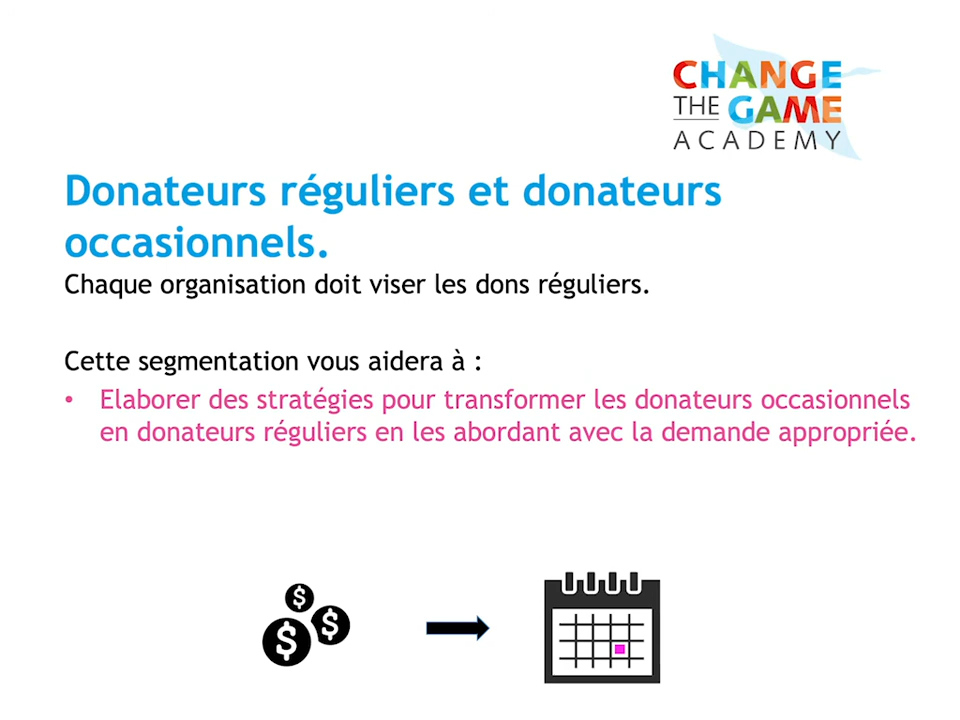 CHANGE
THE GAME
ACADEMY
Donateurs réguliers et donateurs
occasionnels.
Chaque organisation doit viser les dons réguliers.
Cette segmentation vous aidera à :
• Elaborer des stratégies pour transformer les donateurs occasionnels
en donateurs réguliers en les abordant avec la demande appropriée.
$
$
$